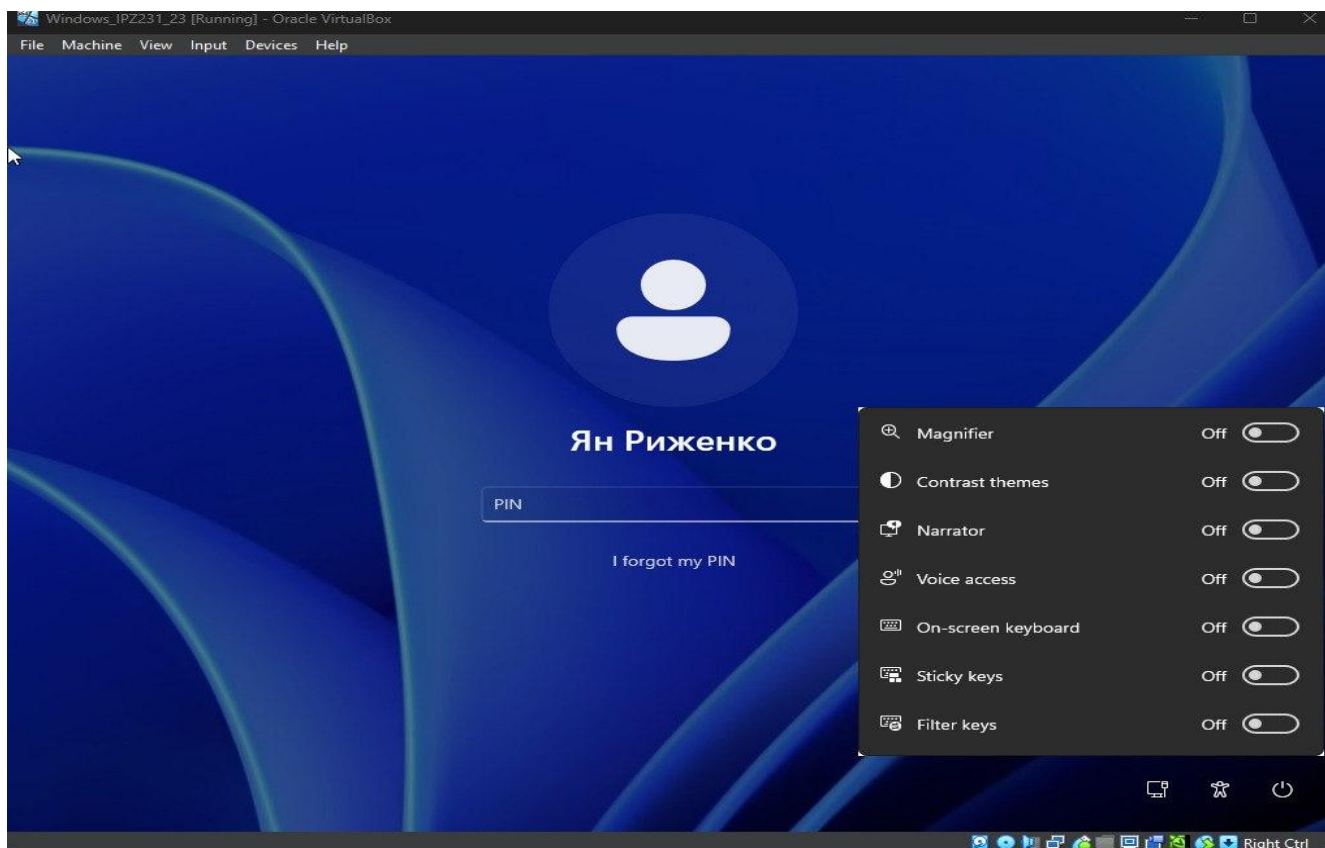 Windows_IPZ231_23 [Running] - Oracle VirtualBox
File Machine View Input Devices Help
Ян Риженко
PIN
I forgot my PIN
Magnifier Off
Contrast themes Off
Narrator Off
Voice access Off
On-screen keyboard Off
Sticky keys Off
Filter keys Off
Right Ctrl